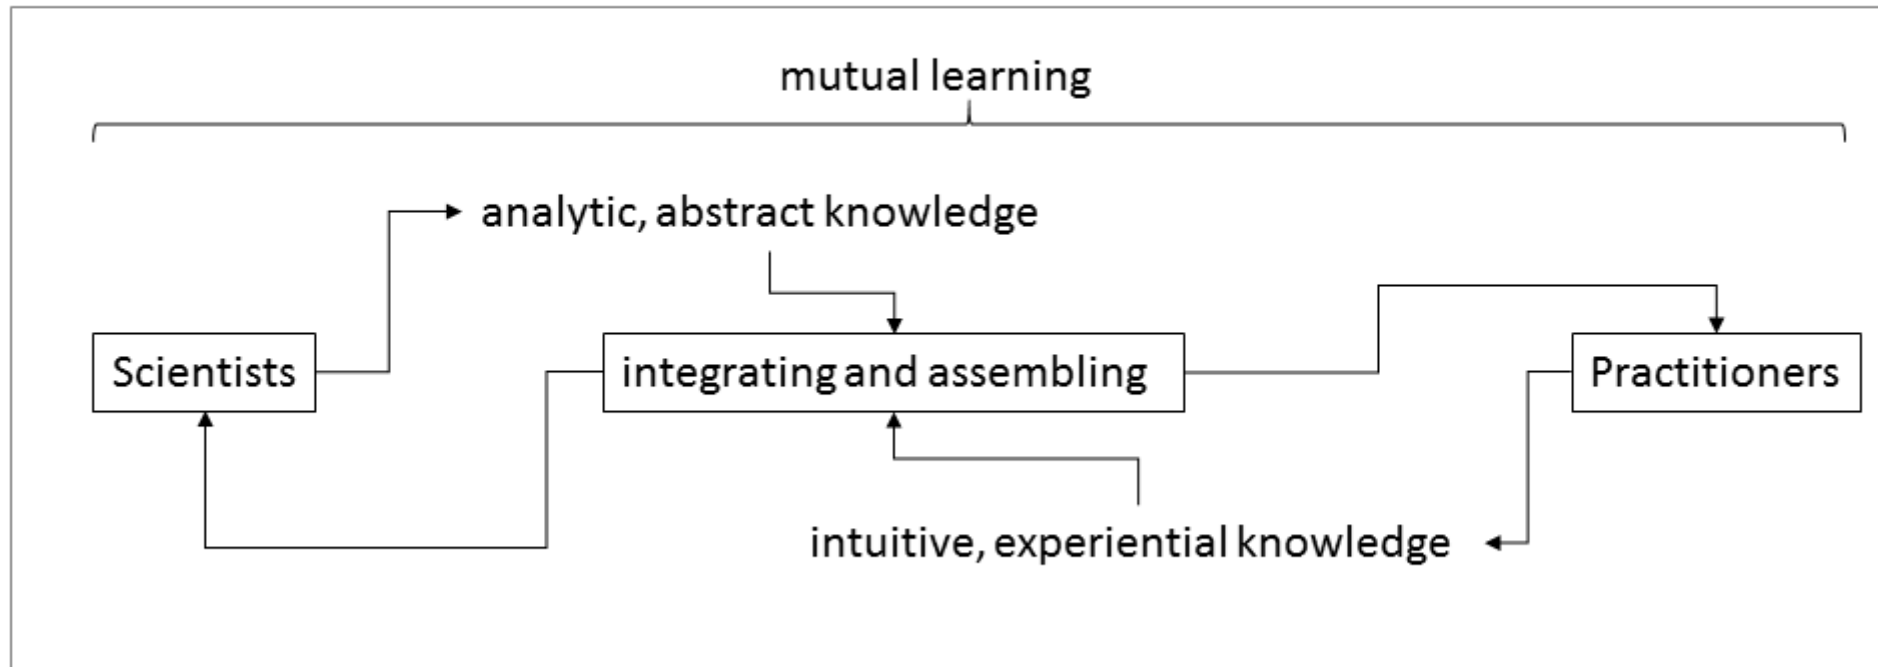 mutual learning
analytic, abstract knowledge
Scientists
integrating and assembling
Practitioners
intuitive, experiential knowledge